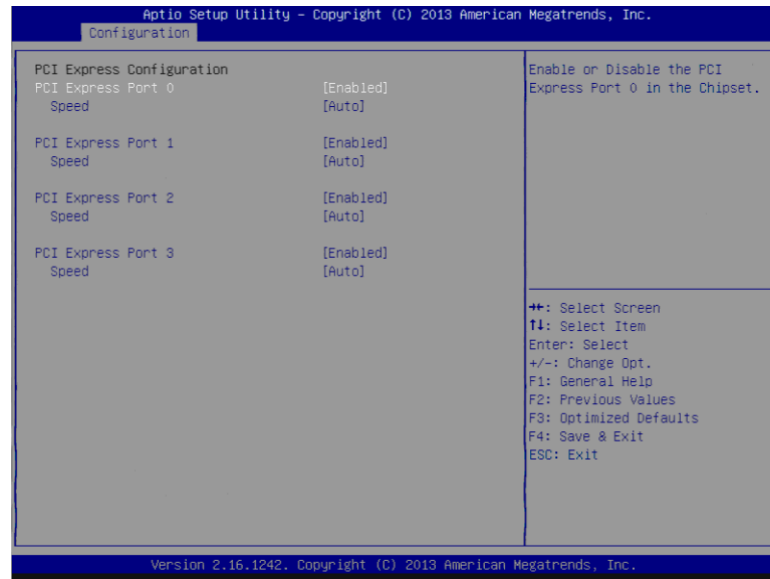 Aptio Setup Utility – Copyright (C) 2013 American Megatrends, Inc.
Configuration
PCI Express Configuration
PCI Express Port 0 [Enabled]
Speed [Auto]
PCI Express Port 1 [Enabled]
Speed [Auto]
PCI Express Port 2 [Enabled]
Speed [Auto]
PCI Express Port 3 [Enabled]
Speed [Auto]
Enable or Disable the PCI
Express Port 0 in the Chipset.
→←: Select Screen
↑↓: Select Item
Enter: Select
+/-: Change Opt.
F1: General Help
F2: Previous Values
F3: Optimized Defaults
F4: Save & Exit
ESC: Exit
Version 2.16.1242. Copyright (C) 2013 American Megatrends, Inc.